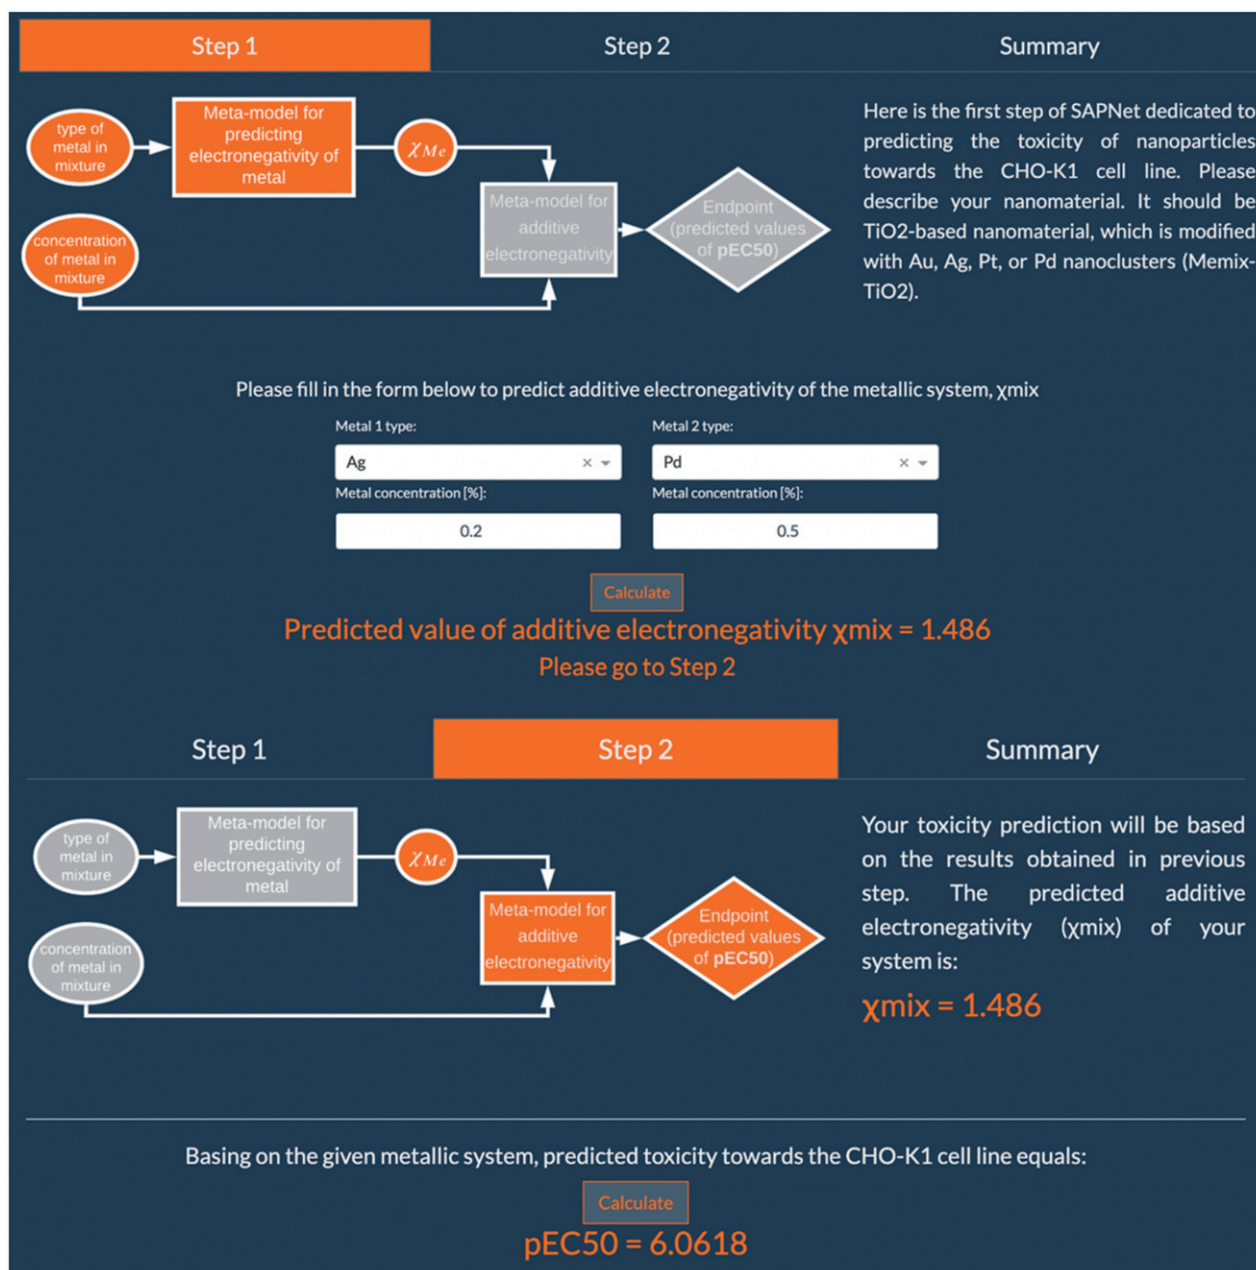 Step 1
Step 2
Summary
type of
metal in
mixture
Meta-model for
predicting
electronegativity of
metal
χMe
concentration
of metal in
mixture
Meta-model for
additive
electronegativity
Endpoint
(predicted values
of pEC50)
Here is the first step of SAPNet dedicated to
predicting the toxicity of nanoparticles
towards the CHO-K1 cell line. Please
describe your nanomaterial. It should be
TiO2-based nanomaterial, which is modified
with Au, Ag, Pt, or Pd nanoclusters (Memix-
TiO2).
Please fill in the form below to predict additive electronegativity of the metallic system, χmix
Metal 1 type:
Metal 2 type:
Ag
Pd
Metal concentration [%]:
Metal concentration [%]:
0.2
0.5
Calculate
Predicted value of additive electronegativity χmix = 1.486
Please go to Step 2
Step 1
Step 2
Summary
type of
metal in
mixture
Meta-model for
predicting
electronegativity of
metal
χMe
concentration
of metal in
mixture
Meta-model for
additive
electronegativity
Endpoint
(predicted values
of pEC50)
Your toxicity prediction will be based
on the results obtained in previous
step. The predicted additive
electronegativity (χmix) of your
system is:
χmix = 1.486
Basing on the given metallic system, predicted toxicity towards the CHO-K1 cell line equals:
Calculate
pEC50 = 6.0618